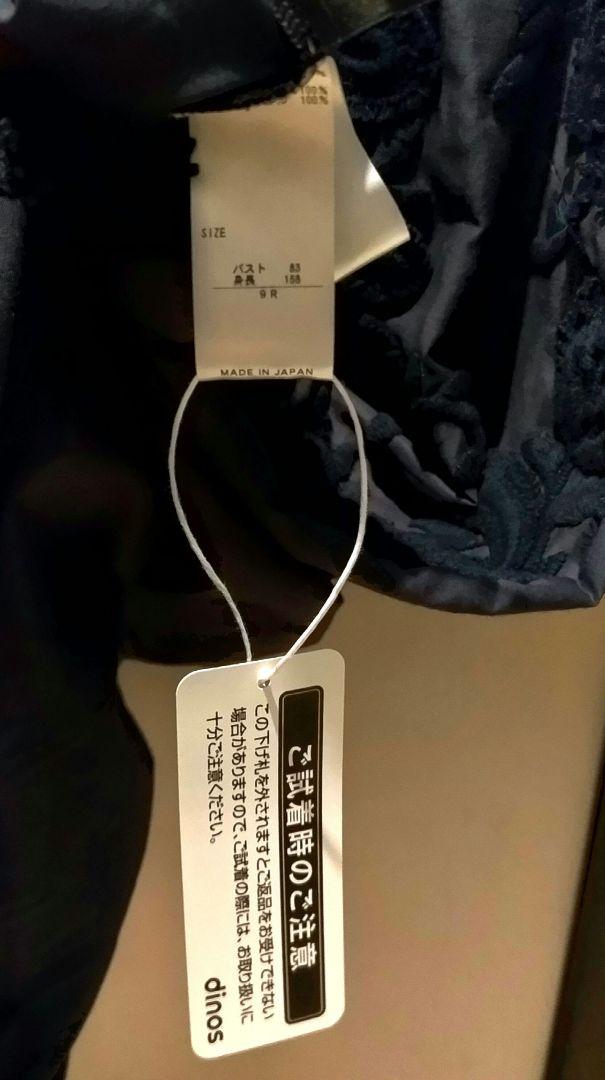 100%
100%
SIZE
バスト 83
身長 158
9R
MADE IN JAPAN
ご試着時のご注意
この下げ札を外されますとご返品をお受けできない
場合がありますので、ご試着の際には、お取り扱いに
十分ご注意ください。
dinos